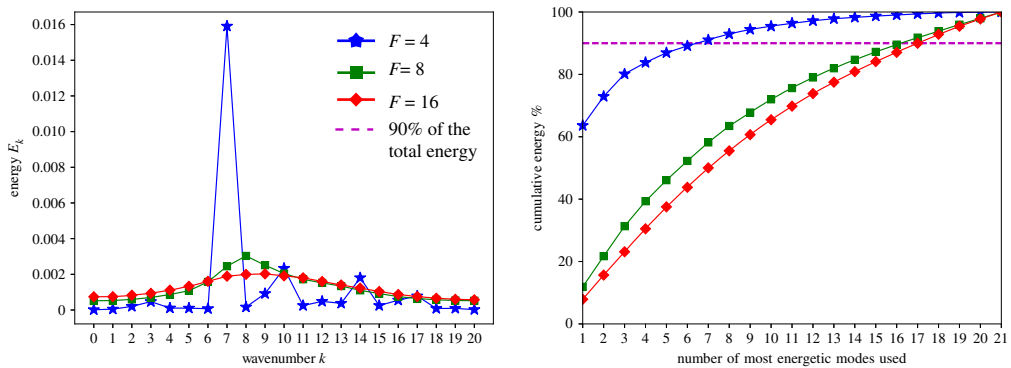 0.016
0.014
0.012
0.010
0.008
0.006
0.004
0.002
0.000
energy E_k
0 1 2 3 4 5 6 7 8 9 10 11 12 13 14 15 16 17 18 19 20
wavenumber k
F = 4
F= 8
F = 16
90% of the
total energy
100
80
60
40
20
0
cumulative energy %
1 2 3 4 5 6 7 8 9 10 11 12 13 14 15 16 17 18 19 20 21
number of most energetic modes used